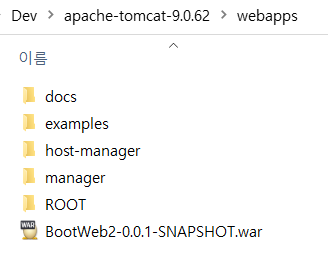 Dev > apache-tomcat-9.0.62 > webapps
이름
docs
examples
host-manager
manager
ROOT
WAR BootWeb2-0.0.1-SNAPSHOT.war